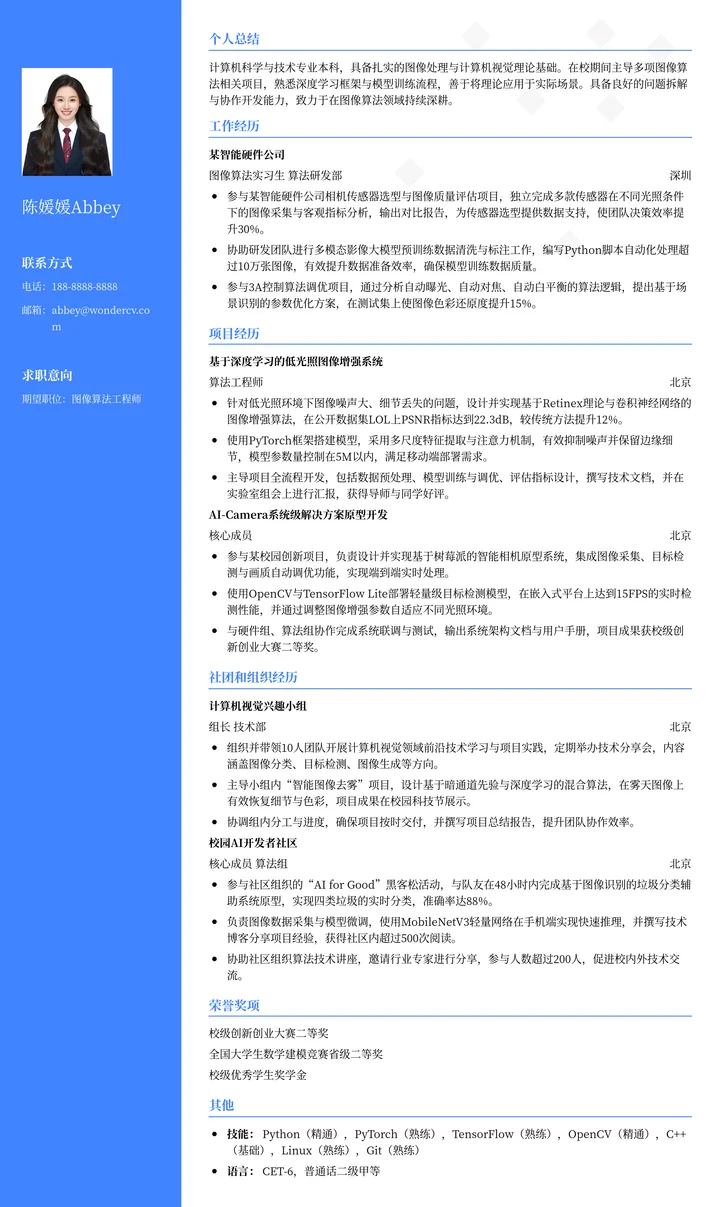 陈媛媛Abbey
联系方式
电话：188-8888-8888
邮箱：abbey@wondercv.co
m
求职意向
期望职位：图像算法工程师
个人总结
计算机科学与技术专业本科，具备扎实的图像处理与计算机视觉理论基础。在校期间主导多项图像算
法相关项目，熟悉深度学习框架与模型训练流程，善于将理论应用于实际场景。具备良好的问题拆解
与协作开发能力，致力于在图像算法领域持续深耕。
工作经历
某智能硬件公司
图像算法实习生 算法研发部 深圳
• 参与某智能硬件公司相机传感器选型与图像质量评估项目，独立完成多款传感器在不同光照条件
下的图像采集与客观指标分析，输出对比报告，为传感器选型提供数据支持，使团队决策效率提
升30%。
• 协助研发团队进行多模态影像大模型预训练数据清洗与标注工作，编写Python脚本自动化处理超
过10万张图像，有效提升数据准备效率，确保模型训练数据质量。
• 参与3A控制算法调优项目，通过分析自动曝光、自动对焦、自动白平衡的算法逻辑，提出基于场
景识别的参数优化方案，在测试集上使图像色彩还原度提升15%。
项目经历
基于深度学习的低光照图像增强系统
算法工程师 北京
• 针对低光照环境下图像噪声大、细节丢失的问题，设计并实现基于Retinex理论与卷积神经网络的
图像增强算法，在公开数据集LOL上PSNR指标达到22.3dB，较传统方法提升12%。
• 使用PyTorch框架搭建模型，采用多尺度特征提取与注意力机制，有效抑制噪声并保留边缘细
节，模型参数量控制在5M以内，满足移动端部署需求。
• 主导项目全流程开发，包括数据预处理、模型训练与调优、评估指标设计，撰写技术文档，并在
实验室组会上进行汇报，获得导师与同学好评。
AI-Camera系统级解决方案原型开发
核心成员 北京
• 参与某校园创新项目，负责设计并实现基于树莓派的智能相机原型系统，集成图像采集、目标检
测与画质自动调优功能，实现端到端实时处理。
• 使用OpenCV与TensorFlow Lite部署轻量级目标检测模型，在嵌入式平台上达到15FPS的实时检
测性能，并通过调整图像增强参数自适应不同光照环境。
• 与硬件组、算法组协作完成系统联调与测试，输出系统架构文档与用户手册，项目成果获校级创
新创业大赛二等奖。
社团和组织经历
计算机视觉兴趣小组
组长 技术部 北京
• 组织并带领10人团队开展计算机视觉领域前沿技术学习与项目实践，定期举办技术分享会，内容
涵盖图像分类、目标检测、图像生成等方向。
• 主导小组内“智能图像去雾”项目，设计基于暗通道先验与深度学习的混合算法，在雾天图像上
有效恢复细节与色彩，项目成果在校园科技节展示。
• 协调组内分工与进度，确保项目按时交付，并撰写项目总结报告，提升团队协作效率。
校园AI开发者社区
核心成员 算法组 北京
• 参与社区组织的“AI for Good”黑客松活动，与队友在48小时内完成基于图像识别的垃圾分类辅
助系统原型，实现四类垃圾的实时分类，准确率达88%。
• 负责图像数据采集与模型微调，使用MobileNetV3轻量网络在手机端实现快速推理，并撰写技术
博客分享项目经验，获得社区内超过500次阅读。
• 协助社区组织算法技术讲座，邀请行业专家进行分享，参与人数超过200人，促进校内外技术交
流。
荣誉奖项
校级创新创业大赛二等奖
全国大学生数学建模竞赛省级二等奖
校级优秀学生奖学金
其他
• 技能： Python（精通），PyTorch（熟练），TensorFlow（熟练），OpenCV（精通），C++
（基础），Linux（熟练），Git（熟练）
• 语言： CET-6，普通话二级甲等